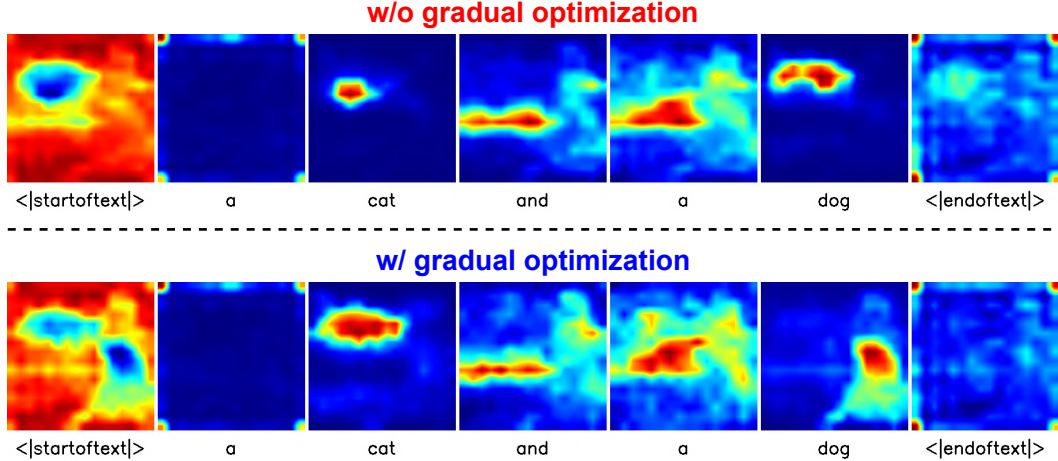 w/o gradual optimization
<|startoftext|> a cat and a dog <|endoftext|>
w/ gradual optimization
<|startoftext|> a cat and a dog <|endoftext|>